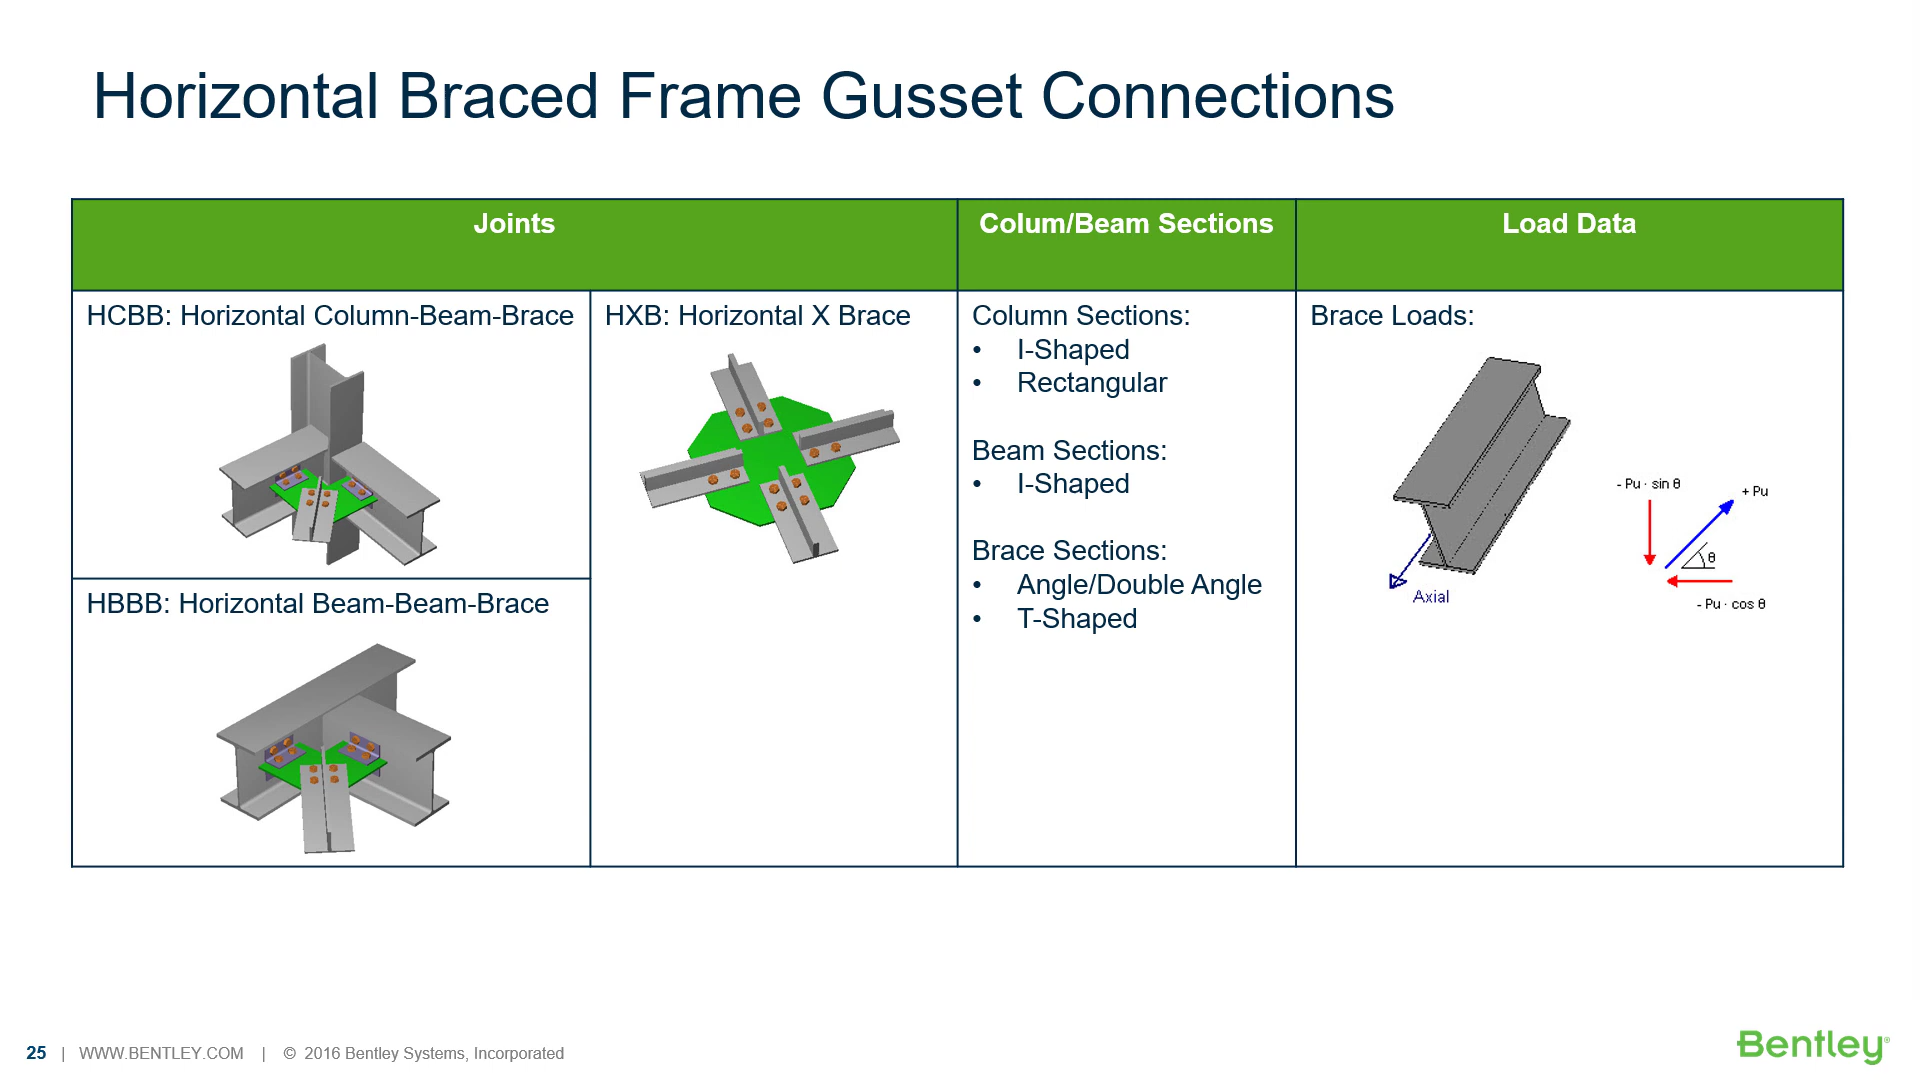 Horizontal Braced Frame Gusset Connections
Joints
Colum/Beam Sections
Load Data
HCBB: Horizontal Column-Beam-Brace
HBBB: Horizontal Beam-Beam-Brace
HXB: Horizontal X Brace
Column Sections:
• I-Shaped
• Rectangular
Beam Sections:
• I-Shaped
Brace Sections:
• Angle/Double Angle
• T-Shaped
Brace Loads:
Axial
- Pu · sin θ
+ Pu
θ
- Pu · cos θ
25 | WWW.BENTLEY.COM | © 2016 Bentley Systems, Incorporated
Bentley®